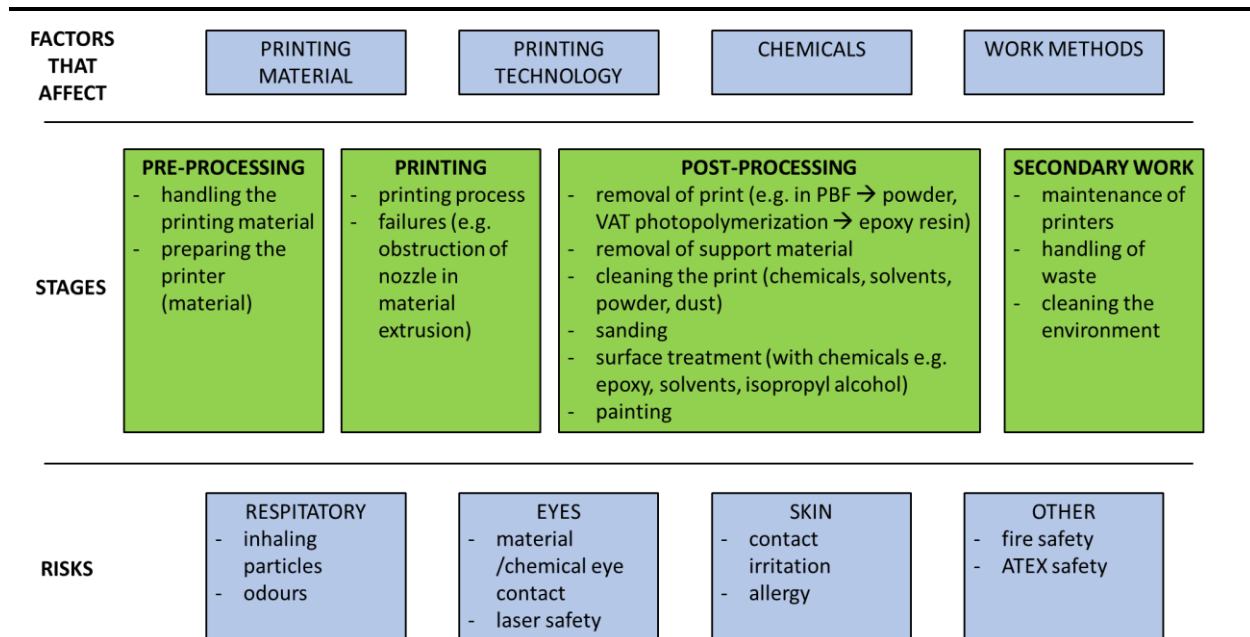 FACTORS
THAT
AFFECT
PRINTING
MATERIAL
PRINTING
TECHNOLOGY
CHEMICALS
WORK METHODS
STAGES
PRE-PROCESSING
- handling the
printing material
- preparing the
printer
(material)
PRINTING
- printing process
- failures (e.g.
obstruction of
nozzle in
material
extrusion)
POST-PROCESSING
- removal of print (e.g. in PBF → powder,
VAT photopolymerization → epoxy resin)
- removal of support material
- cleaning the print (chemicals, solvents,
powder, dust)
- sanding
- surface treatment (with chemicals e.g.
epoxy, solvents, isopropyl alcohol)
- painting
SECONDARY WORK
- maintenance of
printers
- handling of
waste
- cleaning the
environment
RISKS
RESPITATORY
- inhaling
particles
- odours
EYES
- material
/chemical eye
contact
- laser safety
SKIN
- contact
irritation
- allergy
OTHER
- fire safety
- ATEX safety